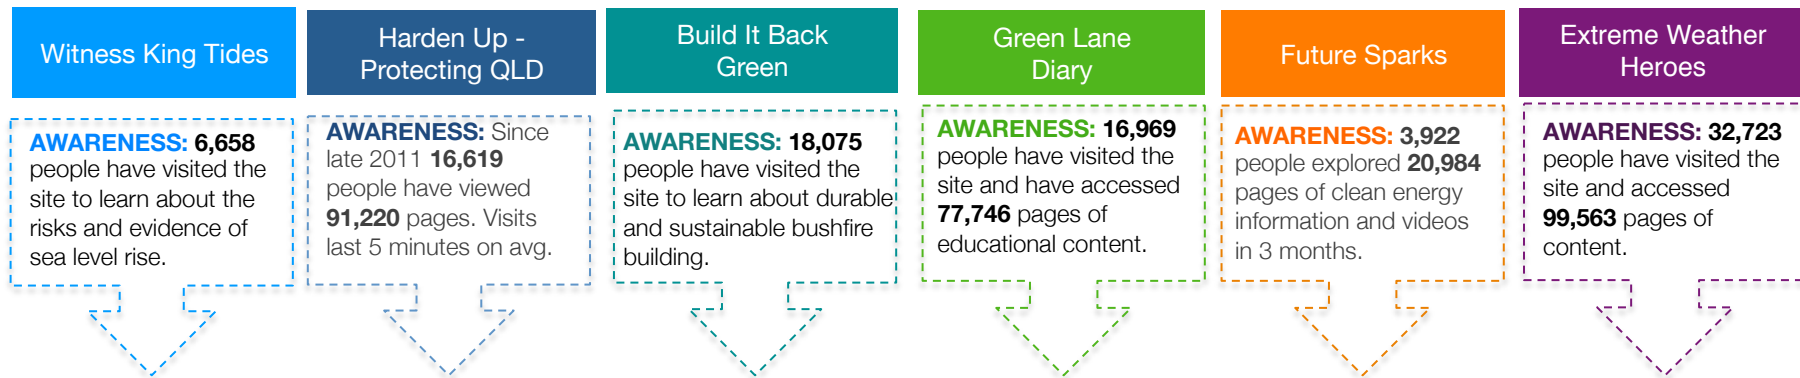 Witness King Tides
AWARENESS: 6,658
people have visited the
site to learn about the
risks and evidence of
sea level rise.
Harden Up -
Protecting QLD
AWARENESS: Since
late 2011 16,619
people have viewed
91,220 pages. Visits
last 5 minutes on avg.
Build It Back
Green
AWARENESS: 18,075
people have visited the
site to learn about durable
and sustainable bushfire
building.
Green Lane
Diary
AWARENESS: 16,969
people have visited the
site and have accessed
77,746 pages of
educational content.
Future Sparks
AWARENESS: 3,922
people explored 20,984
pages of clean energy
information and videos
in 3 months.
Extreme Weather
Heroes
AWARENESS: 32,723
people have visited the
site and accessed
99,563 pages of
content.